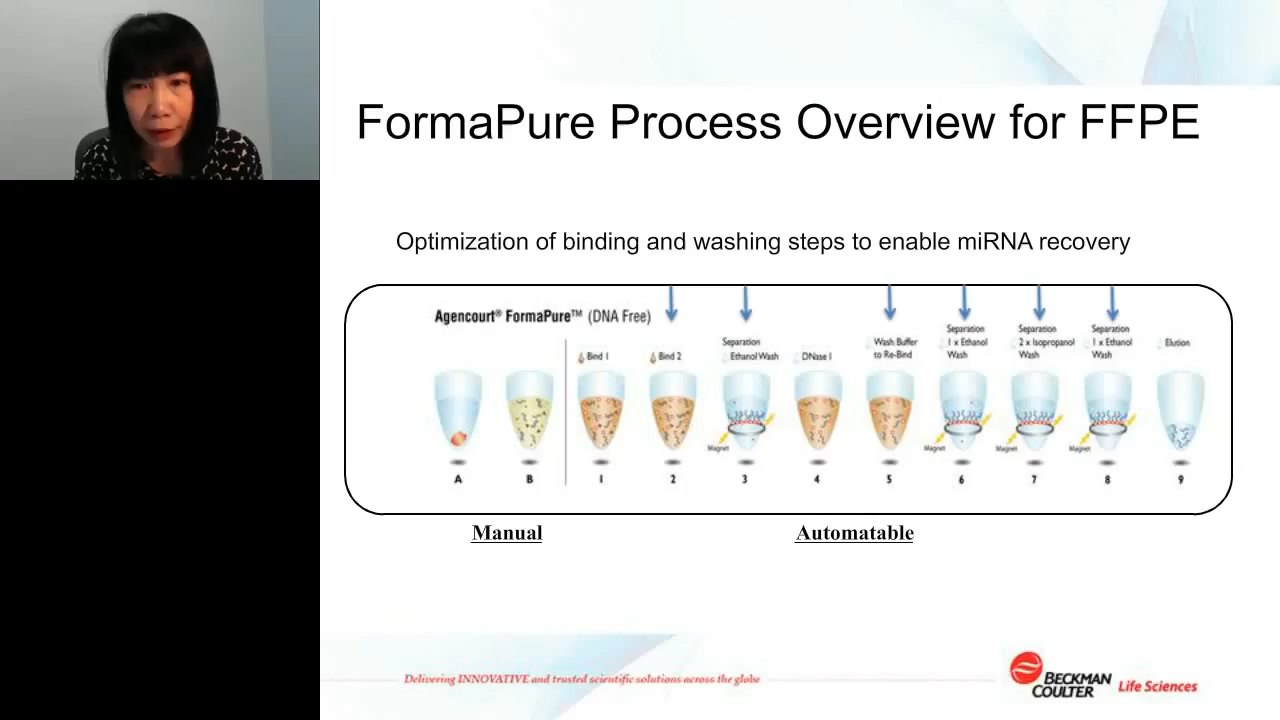 FormaPure Process Overview for FFPE
Optimization of binding and washing steps to enable miRNA recovery
Agencourt® FormaPure™ (DNA Free)
Bind 1
Bind 2
Separation
Ethanol Wash
DNase I
Wash Buffer
to Re-Bind
Separation
1 x Ethanol
Wash
Separation
2 x Isopropanol
Wash
Separation
1 x Ethanol
Wash
Elution
Magnet
Magnet
Magnet
Magnet
A B 1 2 3 4 5 6 7 8 9
Manual
Automatable
Delivering INNOVATIVE and trusted scientific solutions across the globe
BECKMAN
COULTER Life Sciences